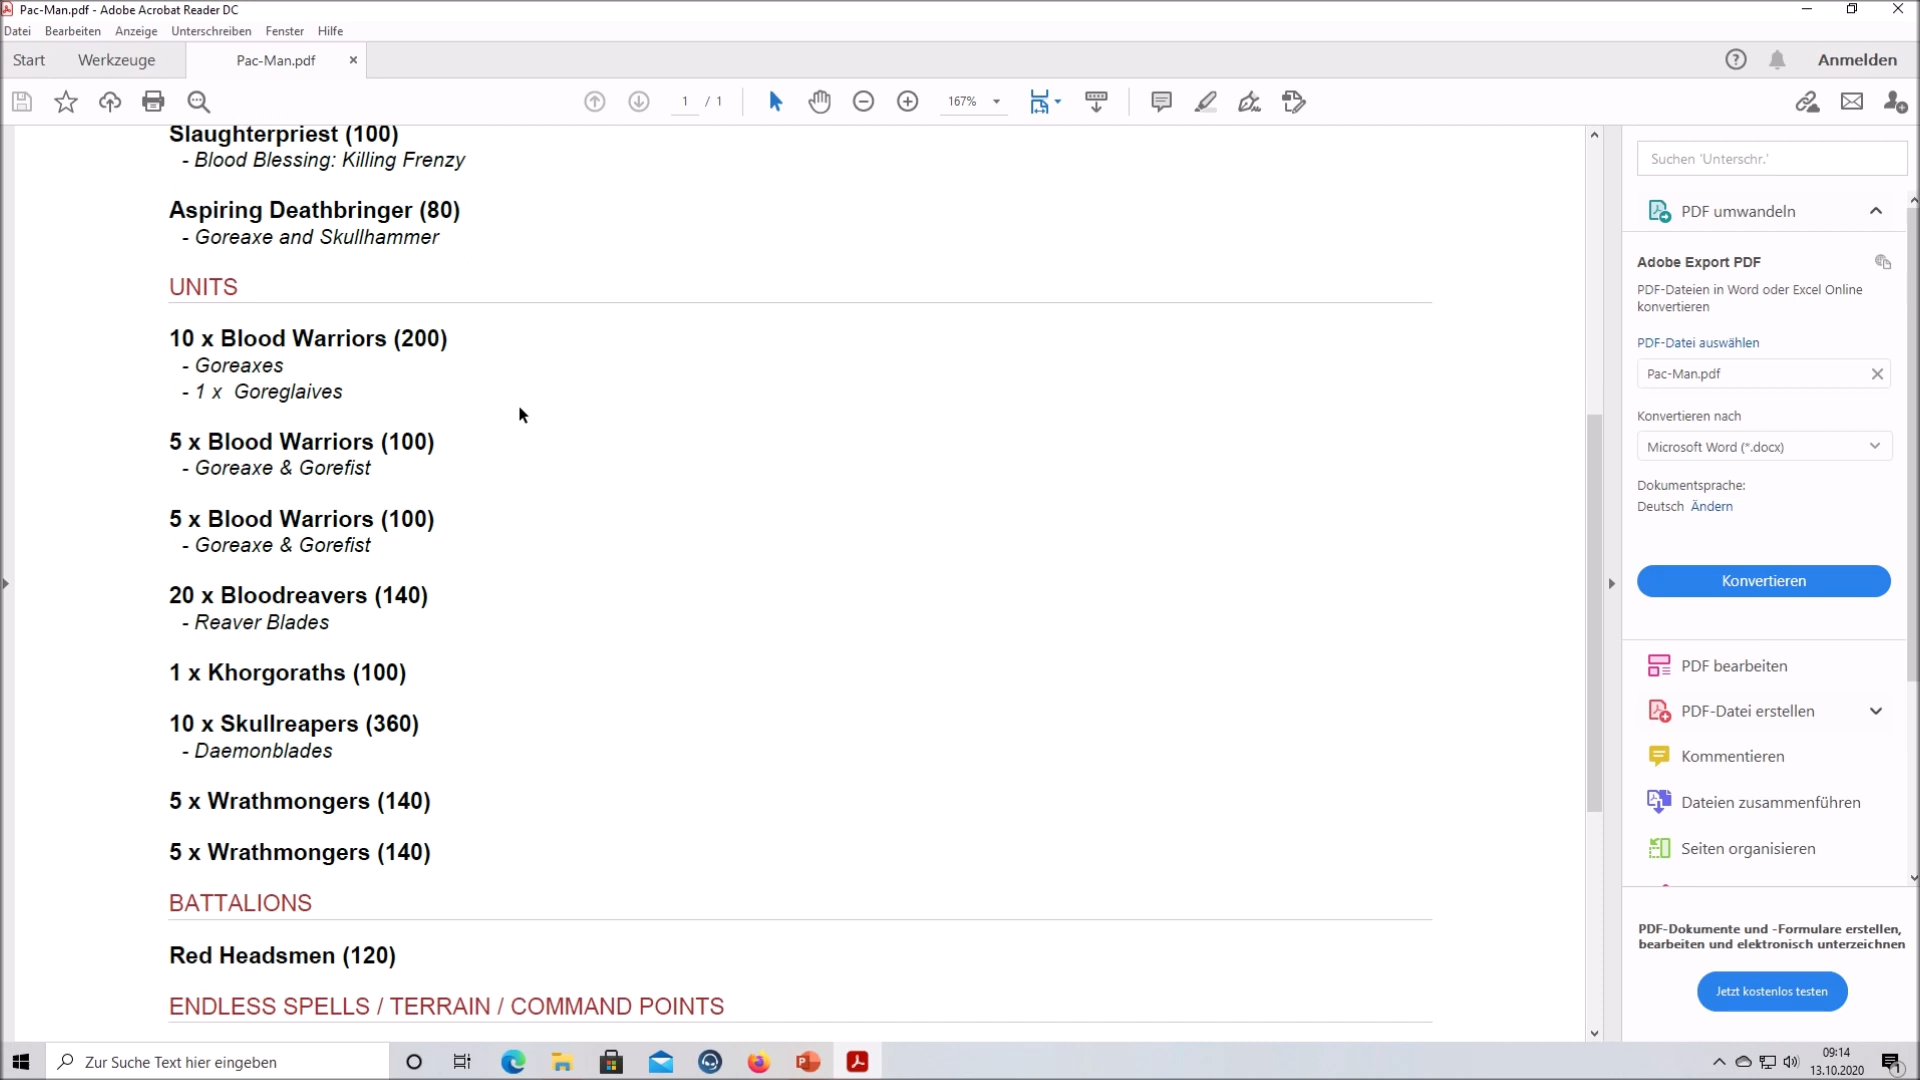 Pac-Man.pdf - Adobe Acrobat Reader DC
Datei Bearbeiten Anzeige Unterschreiben Fenster Hilfe
Start Werkzeuge Pac-Man.pdf Anmelden
1 / 1 167%
Slaughterpriest (100)
- Blood Blessing: Killing Frenzy
Aspiring Deathbringer (80)
- Goreaxe and Skullhammer
UNITS
10 x Blood Warriors (200)
- Goreaxes
- 1 x Goreglaives
5 x Blood Warriors (100)
- Goreaxe & Gorefist
5 x Blood Warriors (100)
- Goreaxe & Gorefist
20 x Bloodreavers (140)
- Reaver Blades
1 x Khorgoraths (100)
10 x Skullreapers (360)
- Daemonblades
5 x Wrathmongers (140)
5 x Wrathmongers (140)
BATTALIONS
Red Headsmen (120)
ENDLESS SPELLS / TERRAIN / COMMAND POINTS
Suchen 'Unterschr.'
PDF umwandeln
Adobe Export PDF
PDF-Dateien in Word oder Excel Online
konvertieren
PDF-Datei auswählen
Pac-Man.pdf
Konvertieren nach
Microsoft Word (*.docx)
Dokumentsprache:
Deutsch Ändern
Konvertieren
PDF bearbeiten
PDF-Datei erstellen
Kommentieren
Dateien zusammenführen
Seiten organisieren
PDF-Dokumente und -Formulare erstellen,
bearbeiten und elektronisch unterzeichnen
Jetzt kostenlos testen
Zur Suche Text hier eingeben
09:14
13.10.2020
1